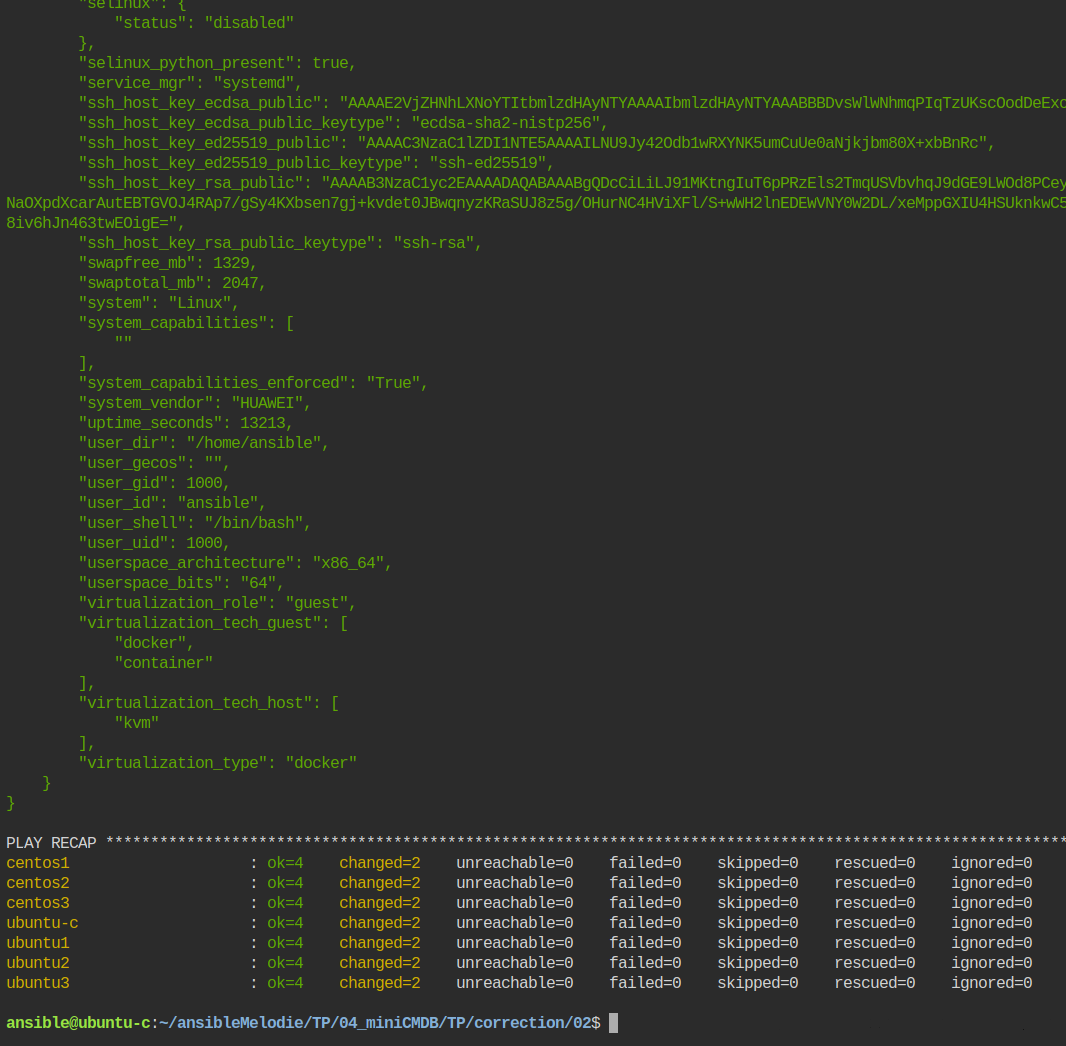 "selinux": {
            "status": "disabled"
        },
        "selinux_python_present": true,
        "service_mgr": "systemd",
        "ssh_host_key_ecdsa_public": "AAAAE2VjZHNhLXNoYTItbmlzdHAyNTYAAAAIbmlzdHAyNTYAAABBBDvsWlWNhmqPIqTzUKscOodDeExc
        "ssh_host_key_ecdsa_public_keytype": "ecdsa-sha2-nistp256",
        "ssh_host_key_ed25519_public": "AAAAC3NzaC1lZDI1NTE5AAAAILNU9Jy42Odb1wRXYNK5umCuUe0aNjkjbm80X+xbBnRc",
        "ssh_host_key_ed25519_public_keytype": "ssh-ed25519",
        "ssh_host_key_rsa_public": "AAAAB3NzaC1yc2EAAAADAQABAAABgQDcCiLiLJ91MKtngIuT6pPRzEls2TmqUSVbvhqJ9dGE9LWOd8PCey
NaOXpdXcarAutEBTGVOJ4RAp7/gSy4KXbsen7gj+kvdet0JBwqnyzKRaSUJ8z5g/OHurNC4HViXFl/S+wWH2lnEDEWVNY0W2DL/xeMppGXIU4HSUknkwC5
8iv6hJn463twEOigE=",
        "ssh_host_key_rsa_public_keytype": "ssh-rsa",
        "swapfree_mb": 1329,
        "swaptotal_mb": 2047,
        "system": "Linux",
        "system_capabilities": [
            ""
        ],
        "system_capabilities_enforced": "True",
        "system_vendor": "HUAWEI",
        "uptime_seconds": 13213,
        "user_dir": "/home/ansible",
        "user_gecos": "",
        "user_gid": 1000,
        "user_id": "ansible",
        "user_shell": "/bin/bash",
        "user_uid": 1000,
        "userspace_architecture": "x86_64",
        "userspace_bits": "64",
        "virtualization_role": "guest",
        "virtualization_tech_guest": [
            "docker",
            "container"
        ],
        "virtualization_tech_host": [
            "kvm"
        ],
        "virtualization_type": "docker"
    }
}
PLAY RECAP ***********************************************************************************************************
centos1                    : ok=4    changed=2    unreachable=0    failed=0    skipped=0    rescued=0    ignored=0
centos2                    : ok=4    changed=2    unreachable=0    failed=0    skipped=0    rescued=0    ignored=0
centos3                    : ok=4    changed=2    unreachable=0    failed=0    skipped=0    rescued=0    ignored=0
ubuntu-c                   : ok=4    changed=2    unreachable=0    failed=0    skipped=0    rescued=0    ignored=0
ubuntu1                    : ok=4    changed=2    unreachable=0    failed=0    skipped=0    rescued=0    ignored=0
ubuntu2                    : ok=4    changed=2    unreachable=0    failed=0    skipped=0    rescued=0    ignored=0
ubuntu3                    : ok=4    changed=2    unreachable=0    failed=0    skipped=0    rescued=0    ignored=0
ansible@ubuntu-c:~/ansibleMelodie/TP/04_miniCMDB/TP/correction/02$